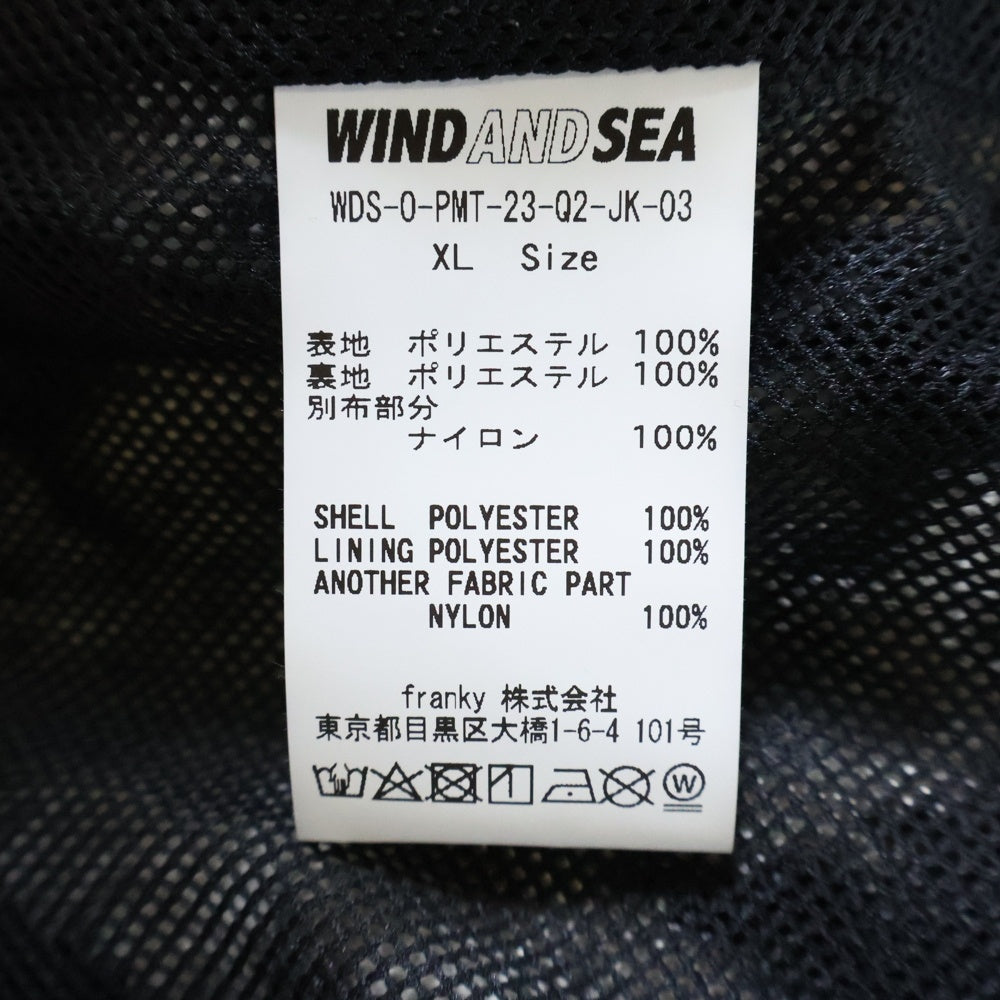 WIND AND SEA
WDS-O-PMT-23-Q2-JK-03
XL Size
表地 ポリエステル 100%
裏地 ポリエステル 100%
別布部分
ナイロン 100%
SHELL POLYESTER 100%
LINING POLYESTER 100%
ANOTHER FABRIC PART
NYLON 100%
franky 株式会社
東京都目黒区大橋1-6-4 101号
W